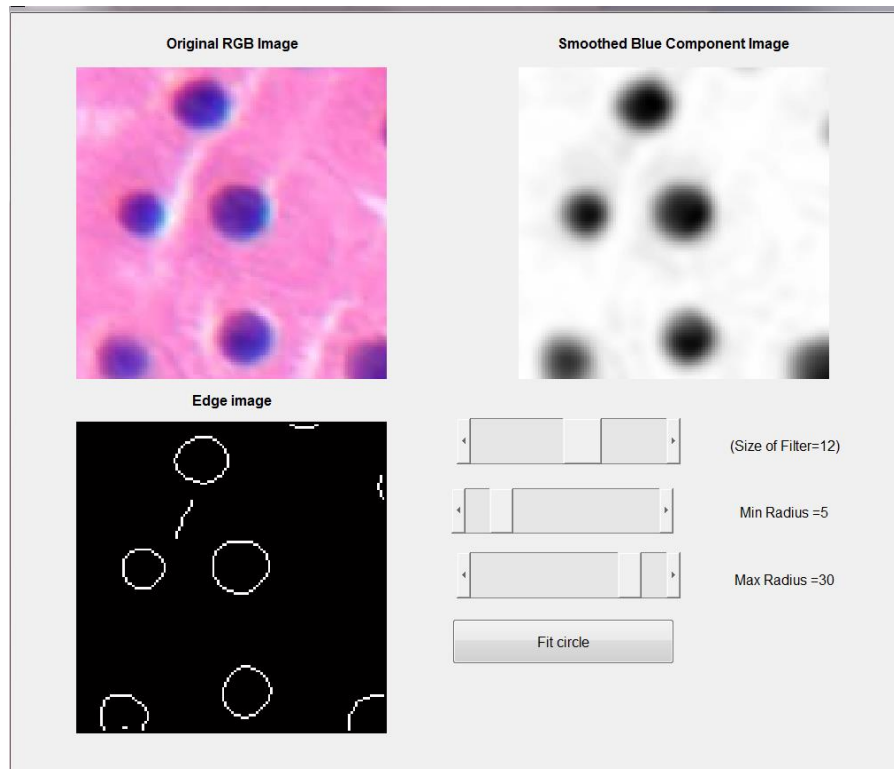 Original RGB Image
Smoothed Blue Component Image
Edge image
(Size of Filter=12)
Min Radius =5
Max Radius =30
Fit circle